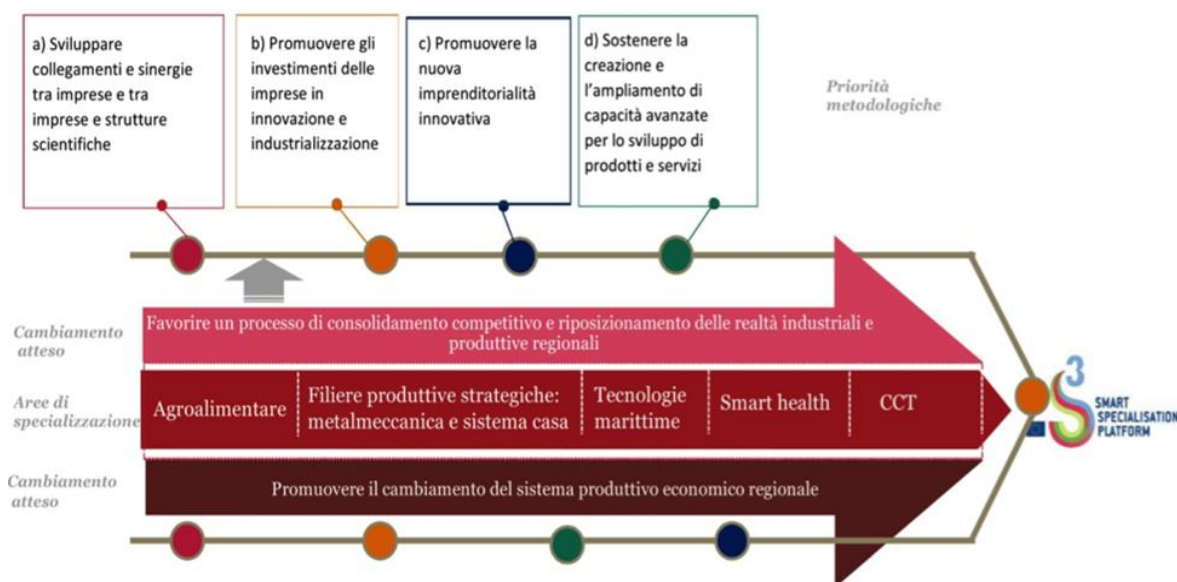 a) Sviluppare
collegamenti e sinergie
tra imprese e tra
imprese e strutture
scientifiche
b) Promuovere gli
investimenti delle
imprese in
innovazione e
industrializzazione
c) Promuovere la
nuova
imprenditorialità
innovativa
d) Sostenere la
creazione e
l'ampliamento di
capacità avanzate
per lo sviluppo di
prodotti e servizi
Priorità
metodologiche
Cambiamento
atteso
Favorire un processo di consolidamento competitivo e riposizionamento delle realtà industriali e
produttive regionali
Aree di
specializzazione
Agroalimentare
Filiere produttive strategiche:
metalmeccanica e sistema casa
Tecnologie
marittime
Smart health
CCT
3
S
SMART
SPECIALISATION
PLATFORM
Cambiamento
atteso
Promuovere il cambiamento del sistema produttivo economico regionale